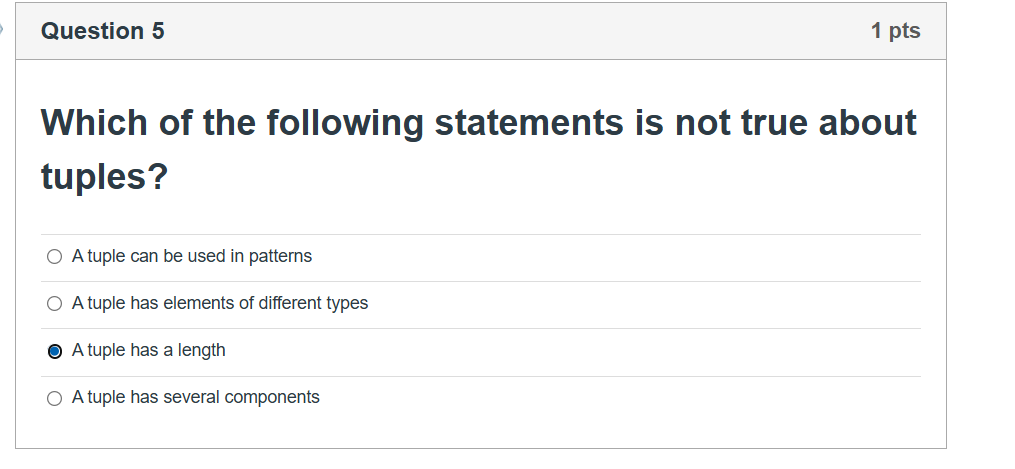 Question 5
1 pts
Which of the following statements is not true about
tuples?
A tuple can be used in patterns
A tuple has elements of different types
A tuple has a length
A tuple has several components